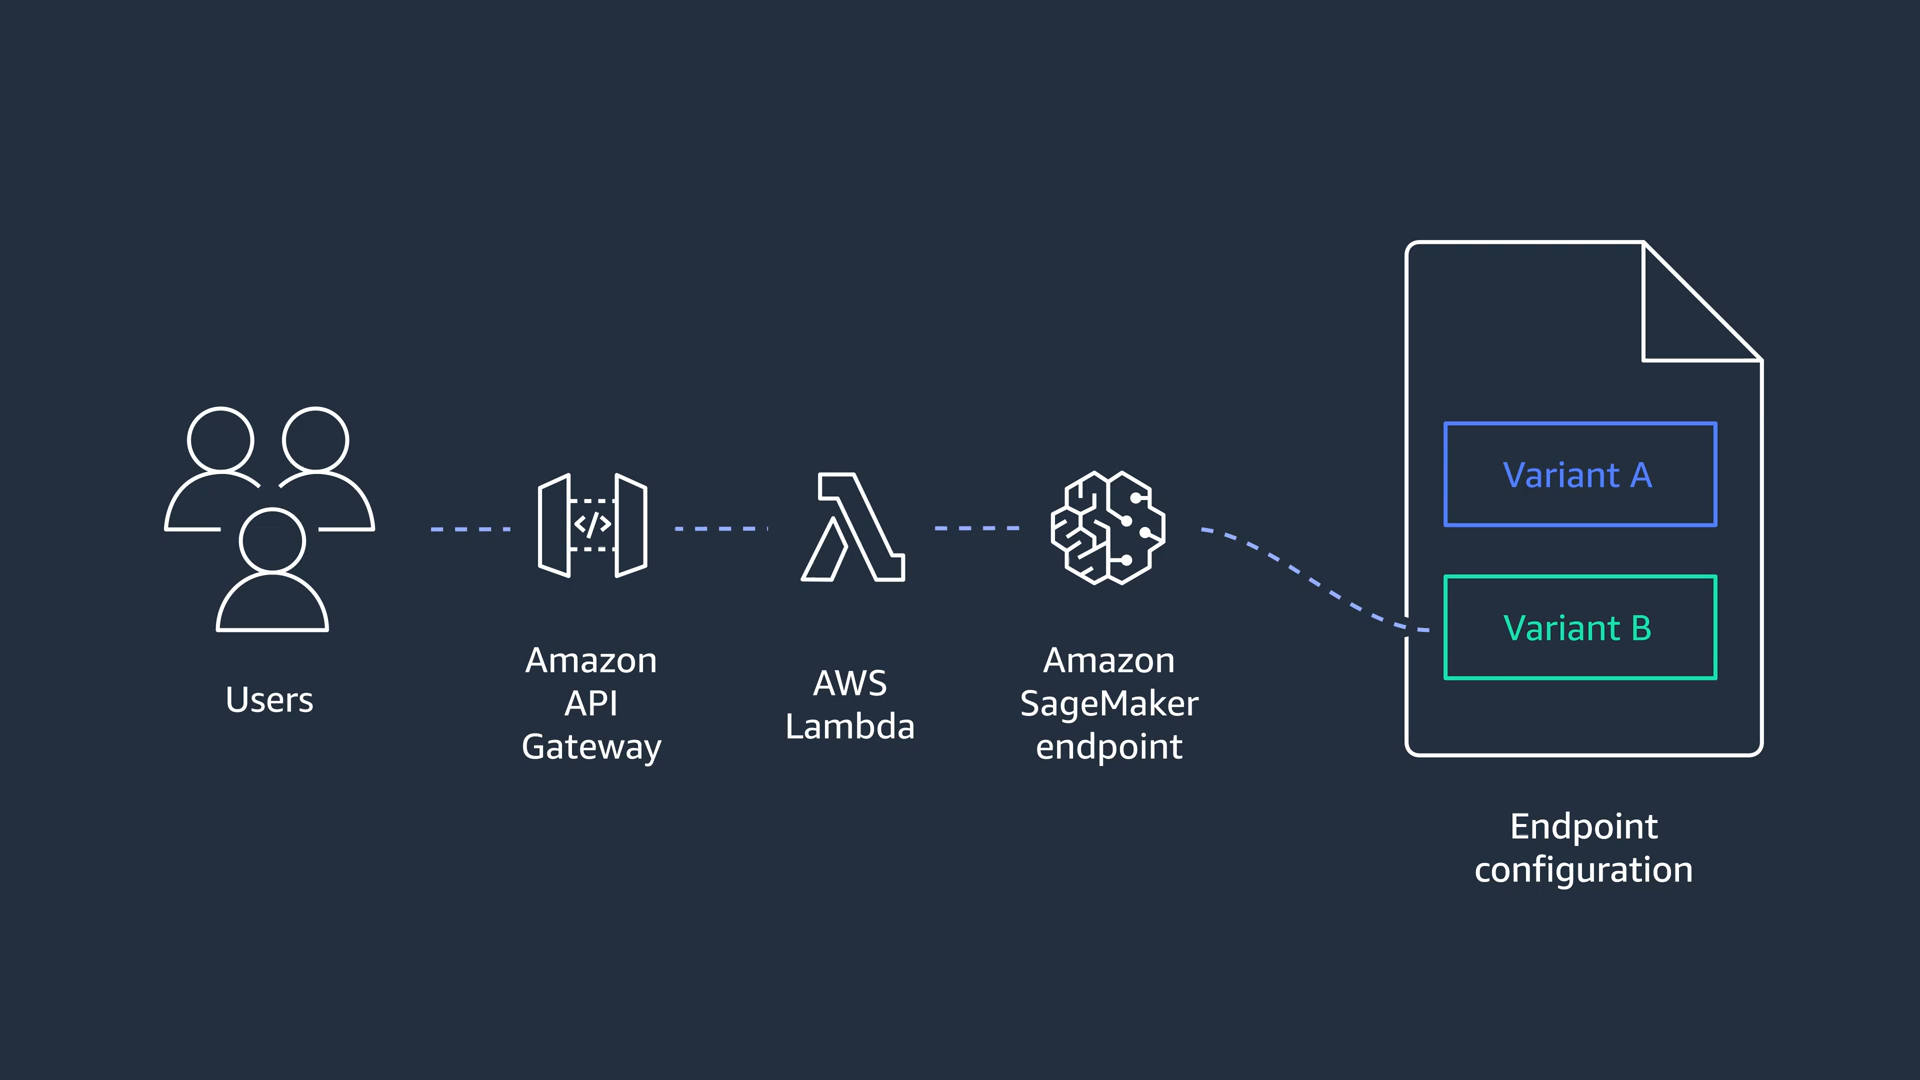 Users
Amazon
API
Gateway
</>
AWS
Lambda
Amazon
SageMaker
endpoint
Variant A
Variant B
Endpoint
configuration